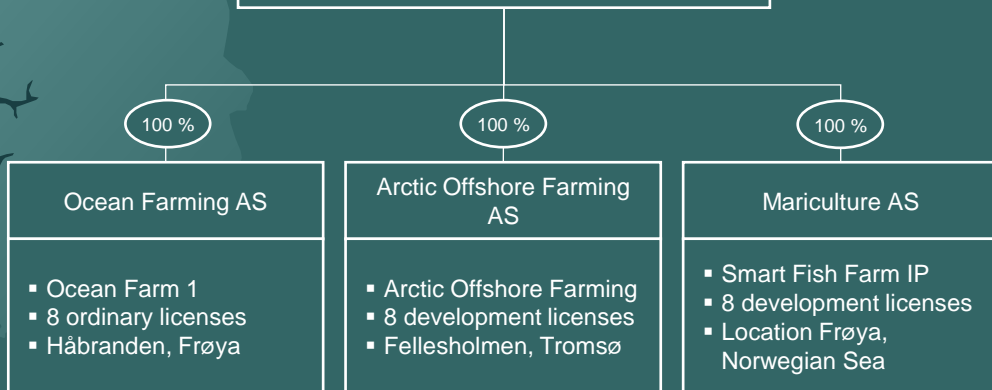 100 %
100 %
100 %
Ocean Farming AS
Arctic Offshore Farming
AS
Mariculture AS
▪ Ocean Farm 1
▪ 8 ordinary licenses
▪ Håbranden, Frøya
▪ Arctic Offshore Farming
▪ 8 development licenses
▪ Fellesholmen, Tromsø
▪ Smart Fish Farm IP
▪ 8 development licenses
▪ Location Frøya,
Norwegian Sea